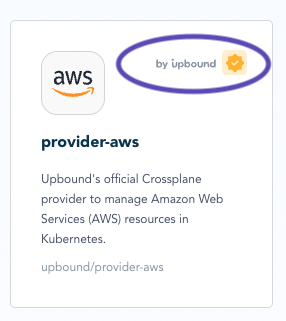 by upbound
aws
provider-aws
Upbound's official Crossplane
provider to manage Amazon Web
Services (AWS) resources in
Kubernetes.
upbound/provider-aws